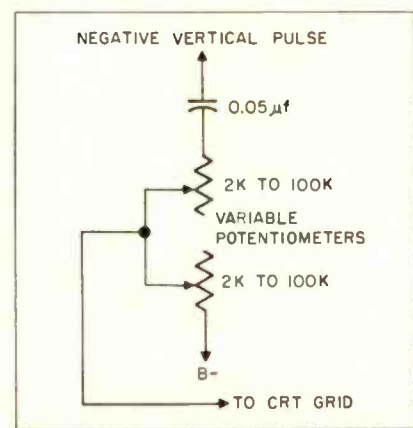 NEGATIVE VERTICAL PULSE
0.05µf
2K TO 100K
VARIABLE
POTENTIOMETERS
2K TO 100K
B-
TO CRT GRID